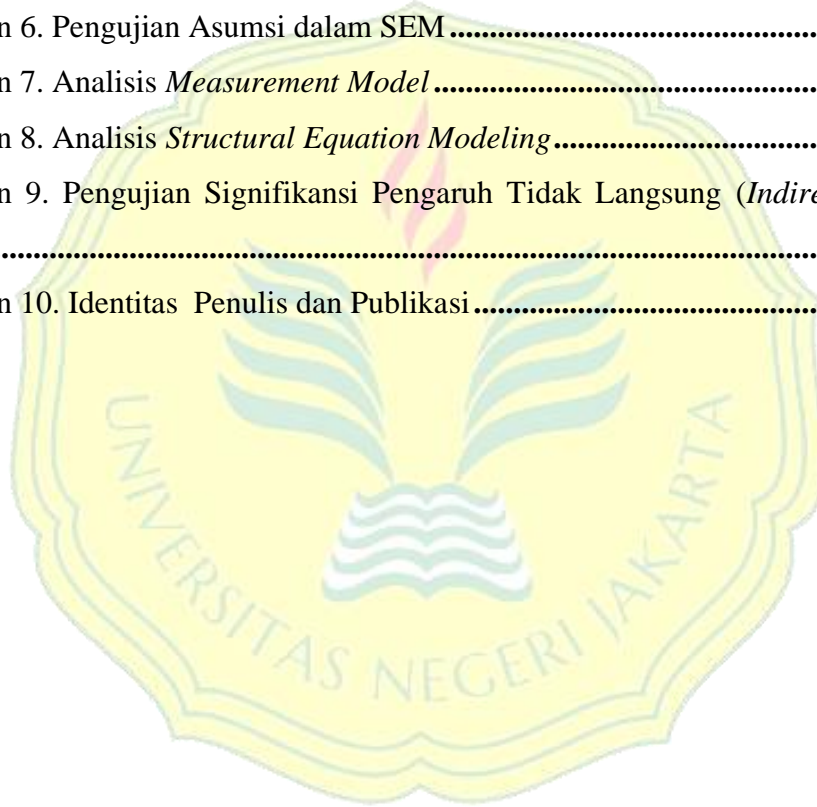 n 6. Pengujian Asumsi dalam SEM ..........................................
n 7. Analisis Measurement Model ..........................................
n 8. Analisis Structural Equation Modeling ..............................
n 9. Pengujian Signifikansi Pengaruh Tidak Langsung (Indire
....................................................................................
n 10. Identitas Penulis dan Publikasi ......................................
UNIVERSITAS NEGERI JAKARTA